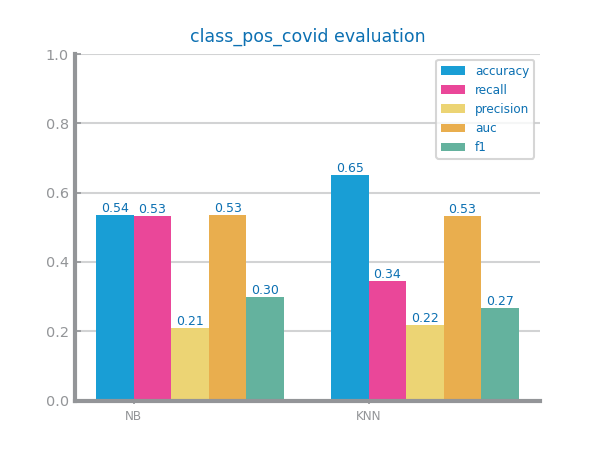 class_pos_covid evaluation
1.0
0.8
0.6
0.4
0.2
0.0
accuracy
recall
precision
auc
f1
0.54 0.53 0.21 0.53 0.30
0.65 0.34 0.22 0.53 0.27
NB KNN